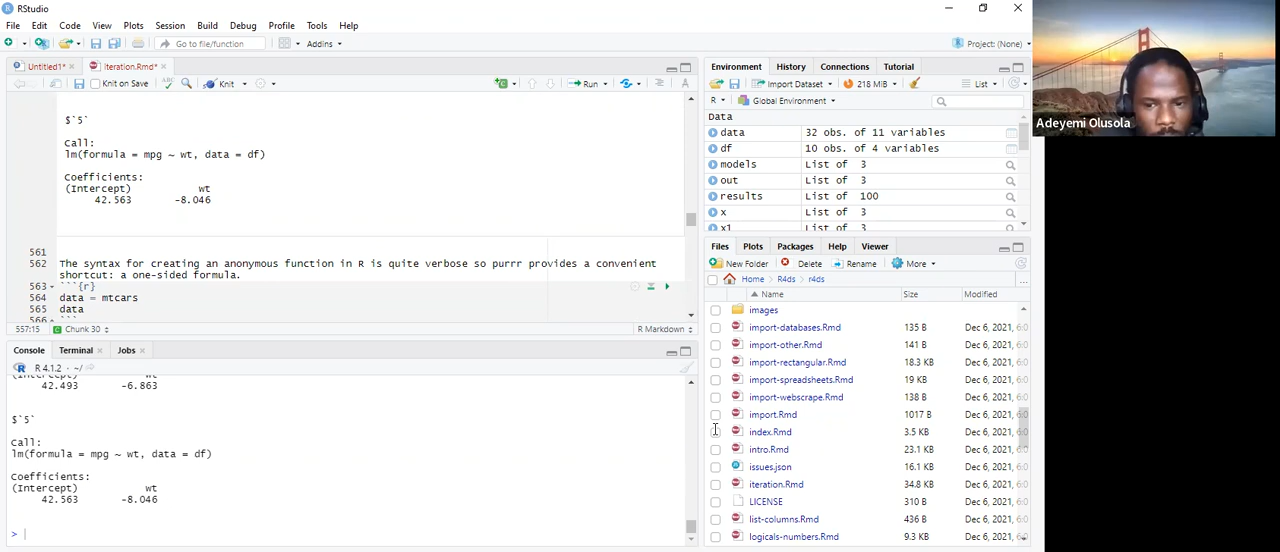 RStudio
File Edit Code View Plots Session Build Debug Profile Tools Help
Go to file/function Addins Project: (None)
Untitled1* Iteration.Rmd*
Knit on Save ABC Knit Run
$`5`
Call:
lm(formula = mpg ~ wt, data = df)
Coefficients:
(Intercept) wt
42.563 -8.046
561
562 The syntax for creating an anonymous function in R is quite verbose so purrr provides a convenient
shortcut: a one-sided formula.
563 ```{r}
564 data = mtcars
565 data
566 ```
557:15 Chunk 30 R Markdown
Console Terminal Jobs
R 4.1.2 · ~/
(Intercept) wt
42.493 -6.863
$`5`
Call:
lm(formula = mpg ~ wt, data = df)
Coefficients:
(Intercept) wt
42.563 -8.046
>
Environment History Connections Tutorial
Import Dataset 218 MiB List
R Global Environment
Data
data 32 obs. of 11 variables
df 10 obs. of 4 variables
models List of 3
out List of 3
results List of 100
x List of 3
x1 List of 3
Files Plots Packages Help Viewer
New Folder Delete Rename More
Home R4ds r4ds ...
Name Size Modified
images
import-databases.Rmd 135 B Dec 6, 2021, 6:0
import-other.Rmd 141 B Dec 6, 2021, 6:0
import-rectangular.Rmd 18.3 KB Dec 6, 2021, 6:0
import-spreadsheets.Rmd 19 KB Dec 6, 2021, 6:0
import-webscrape.Rmd 138 B Dec 6, 2021, 6:0
import.Rmd 1017 B Dec 6, 2021, 6:0
index.Rmd 3.5 KB Dec 6, 2021, 6:0
intro.Rmd 23.1 KB Dec 6, 2021, 6:0
issues.json 16.1 KB Dec 6, 2021, 6:0
iteration.Rmd 34.8 KB Dec 6, 2021, 6:0
LICENSE 310 B Dec 6, 2021, 6:0
list-columns.Rmd 436 B Dec 6, 2021, 6:0
logicals-numbers.Rmd 9.3 KB Dec 6, 2021, 6:0
Adeyemi Olusola